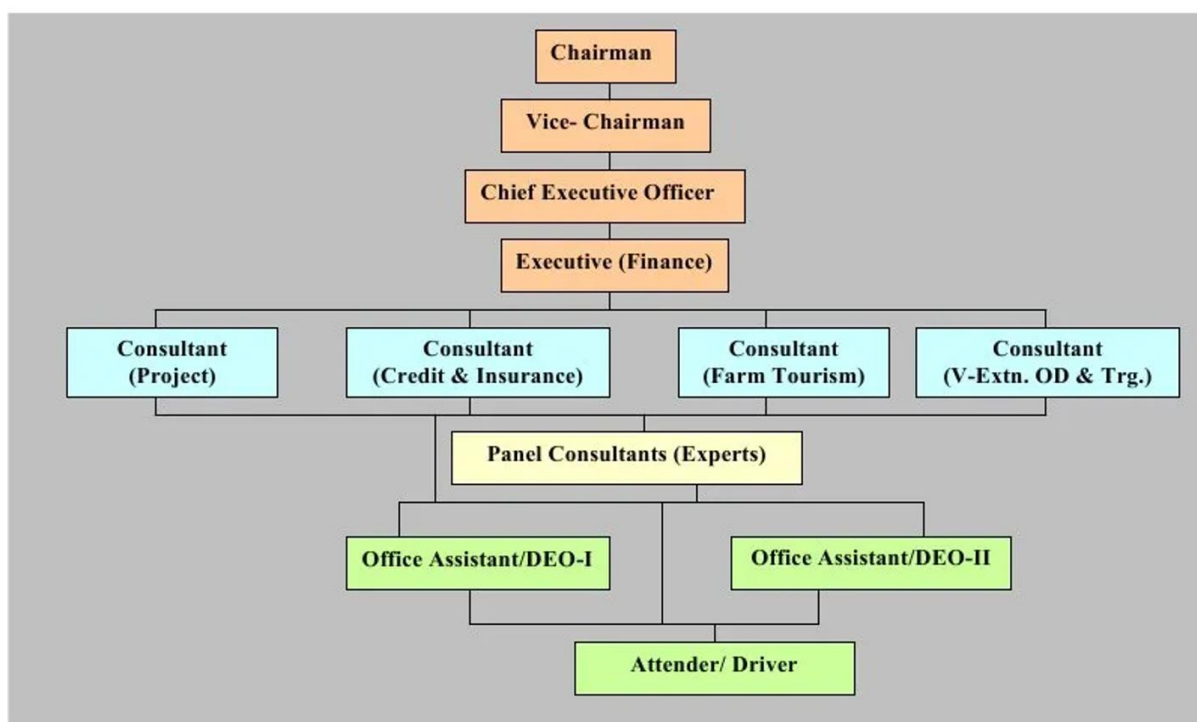 Chairman
Vice- Chairman
Chief Executive Officer
Executive (Finance)
Consultant
(Project)
Consultant
(Credit & Insurance)
Consultant
(Farm Tourism)
Consultant
(V-Extn. OD & Trg.)
Panel Consultants (Experts)
Office Assistant/DEO-I
Office Assistant/DEO-II
Attender/ Driver